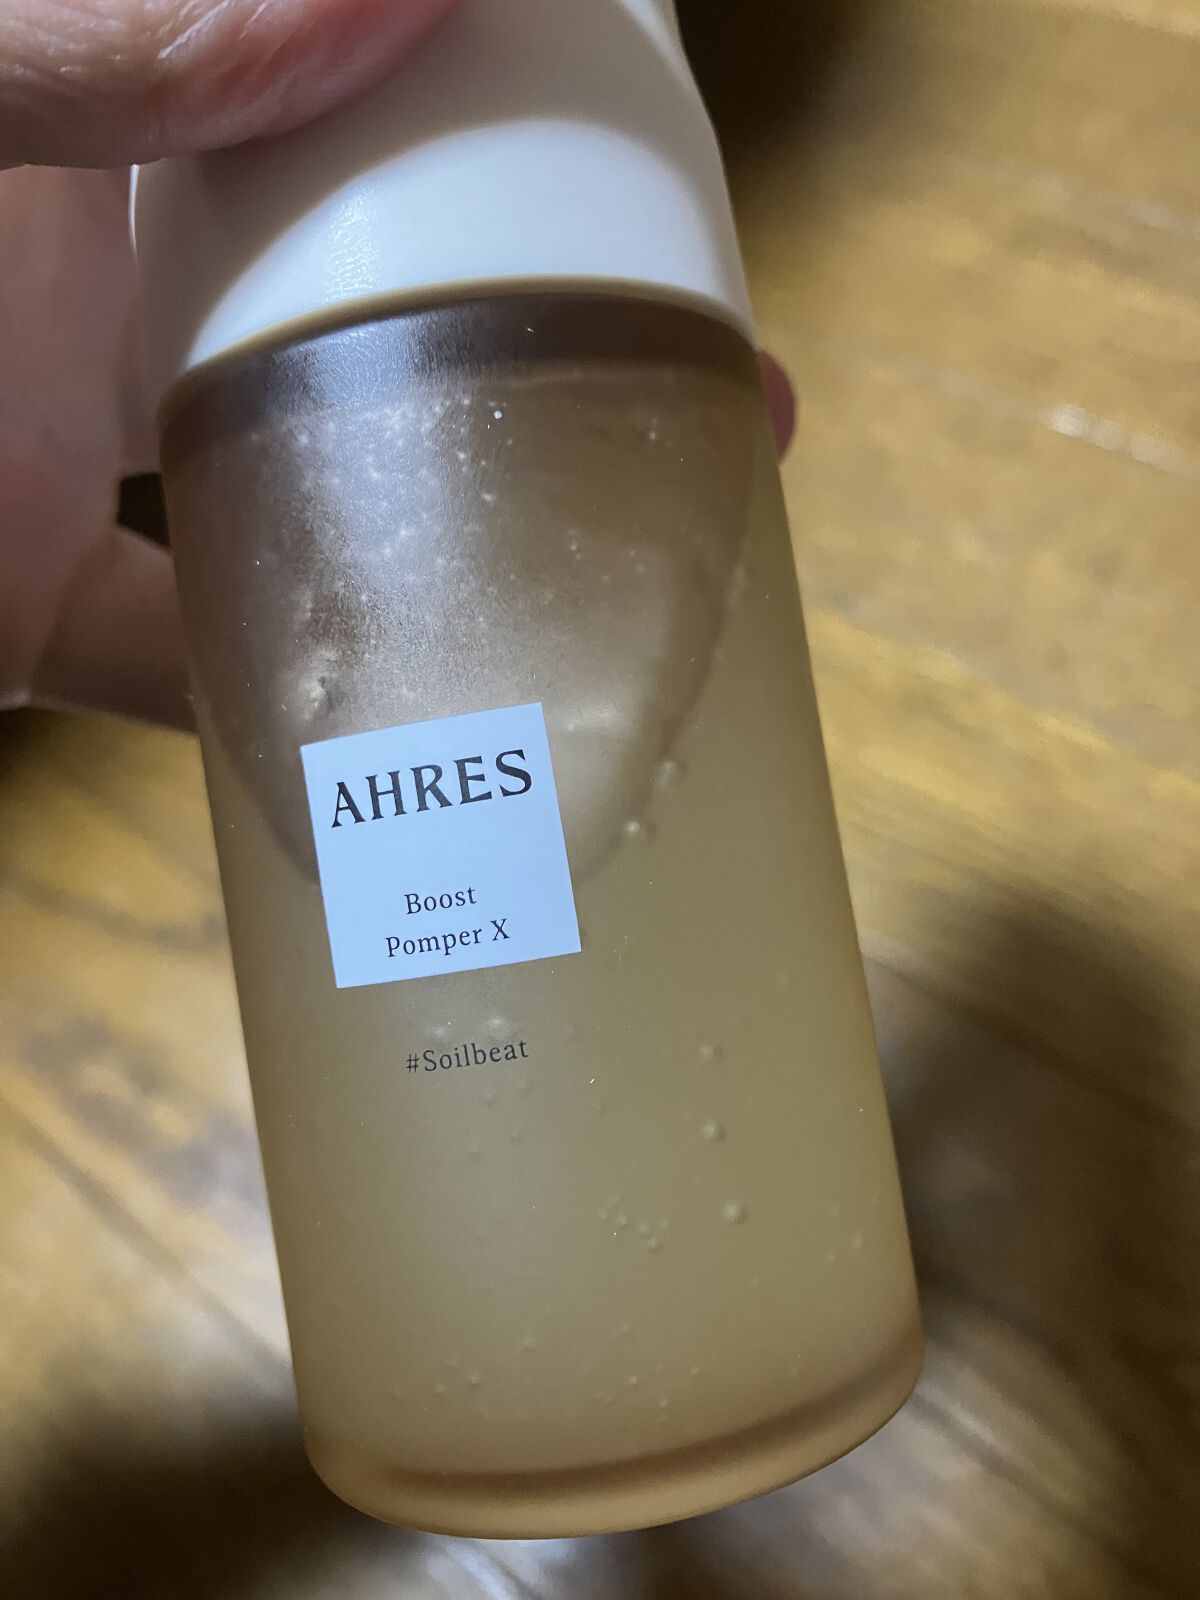 AHRES
Boost
Pomper X
#Soilbeat